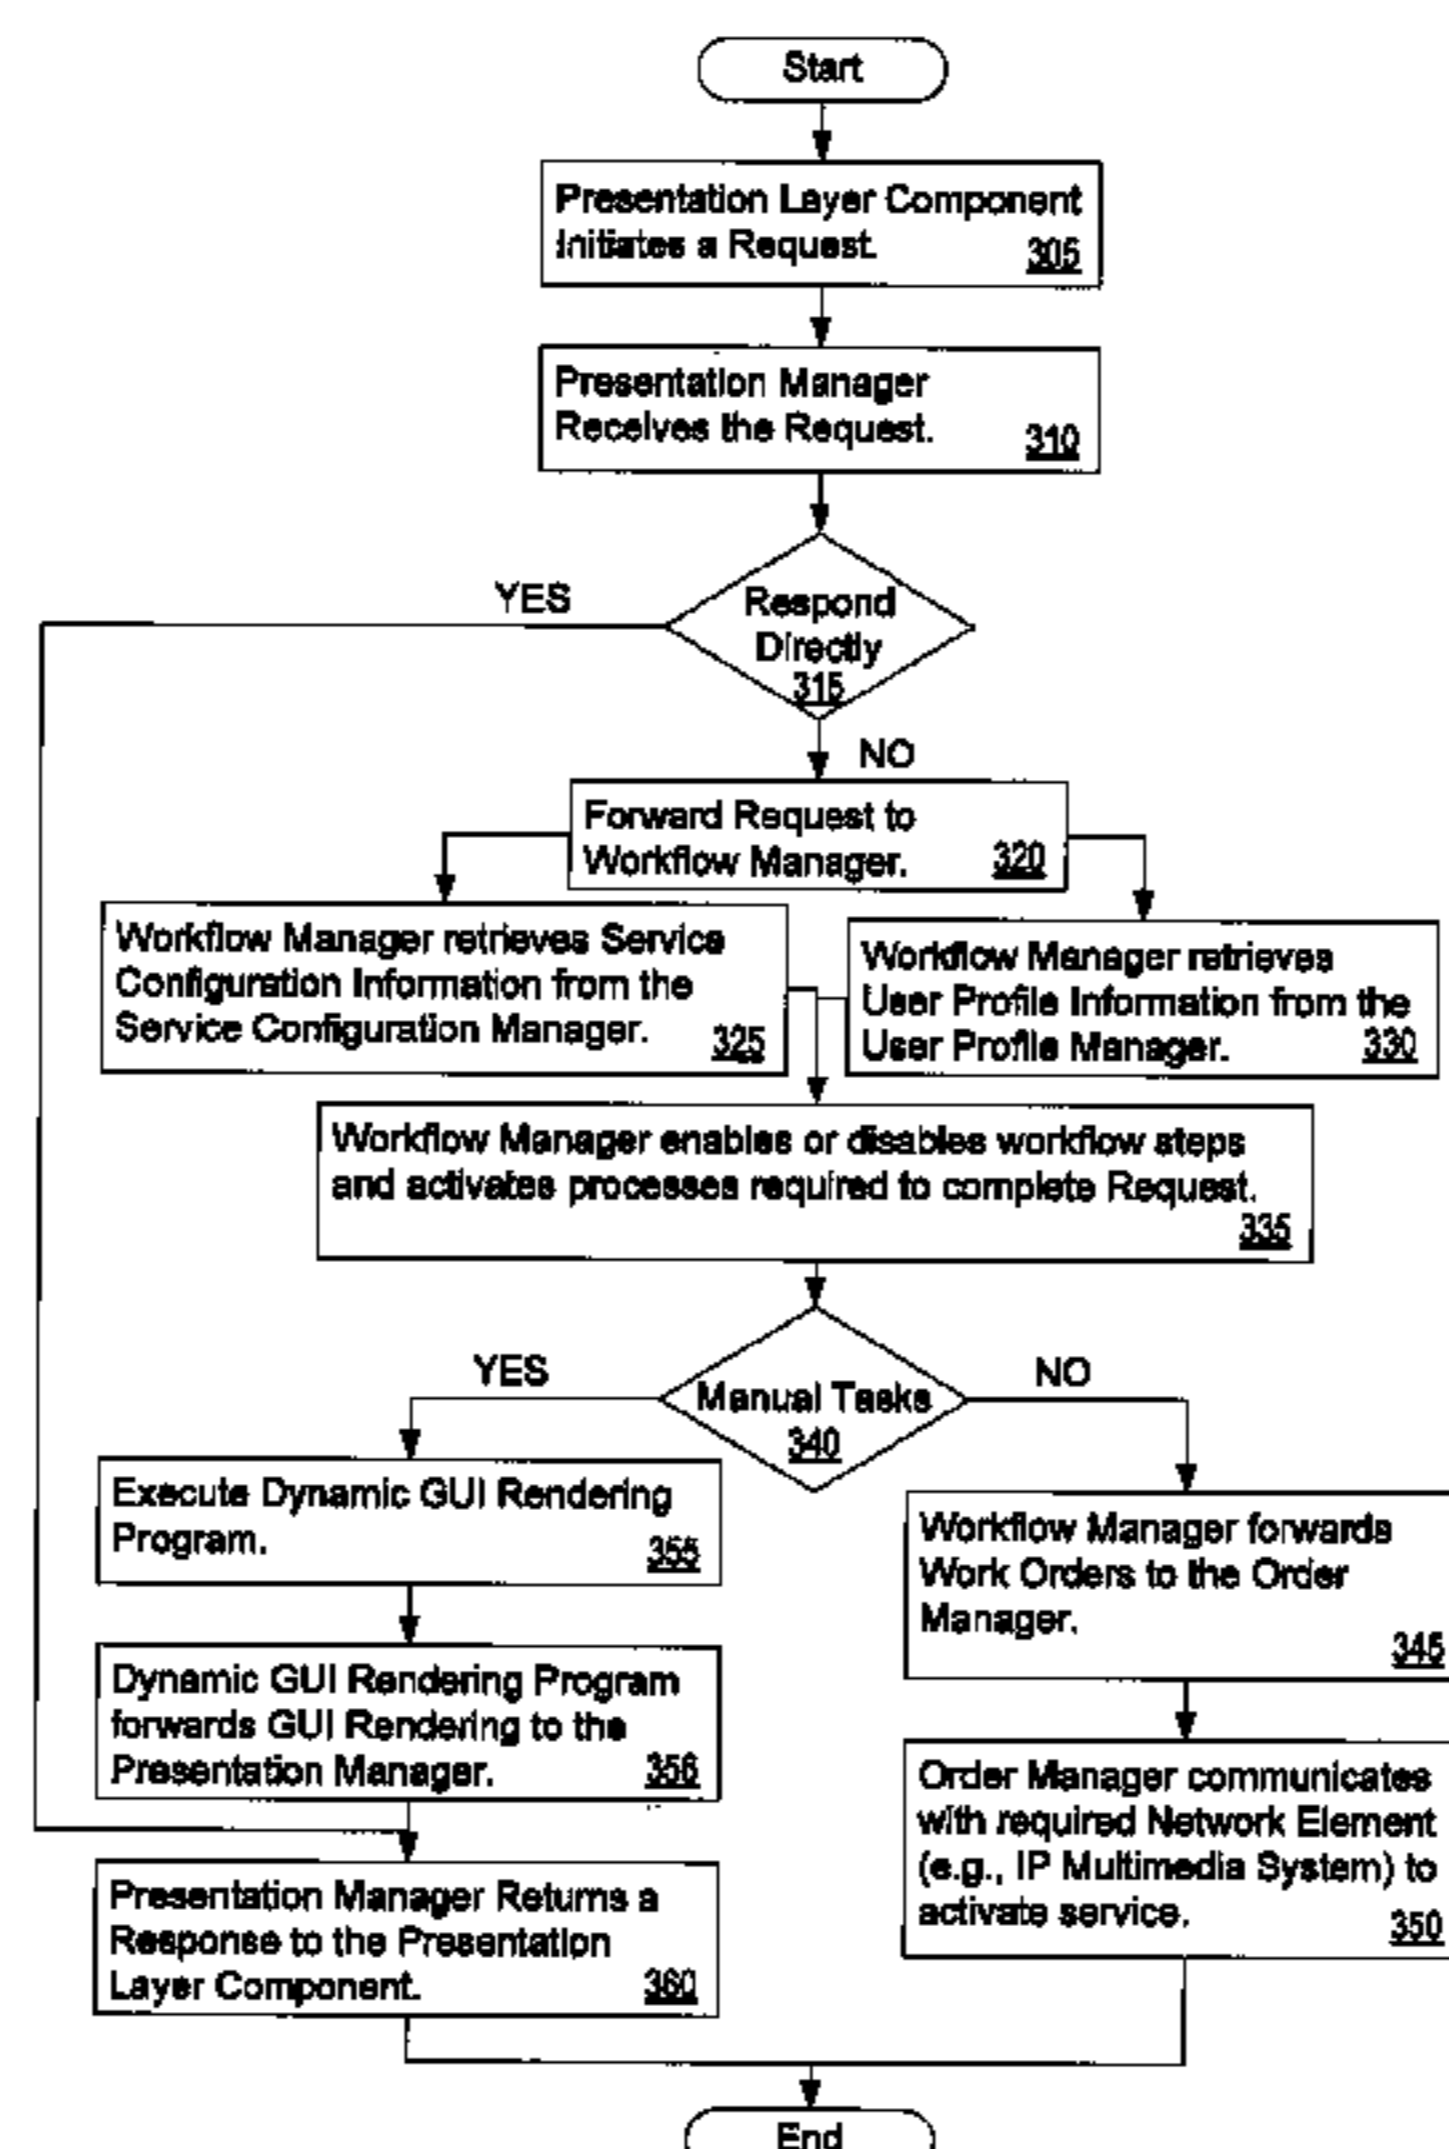 Start
Presentation Layer Component
Initiates a Request.
305
Presentation Manager
Receives the Request.
310
YES
Respond
Directly
315
NO
Forward Request to
Workflow Manager.
320
Workflow Manager retrieves Service
Configuration Information from the
Service Configuration Manager.
325
Workflow Manager retrieves
User Profile Information from the
User Profile Manager.
330
Workflow Manager enables or disables workflow steps
and activates processes required to complete Request.
335
YES
Manual Tasks
340
NO
Execute Dynamic GUI Rendering
Program.
355
Workflow Manager forwards
Work Orders to the Order
Manager.
345
Dynamic GUI Rendering Program
forwards GUI Rendering to the
Presentation Manager.
356
Order Manager communicates
with required Network Element
(e.g., IP Multimedia System) to
activate service.
350
Presentation Manager Returns a
Response to the Presentation
Layer Component.
360
End